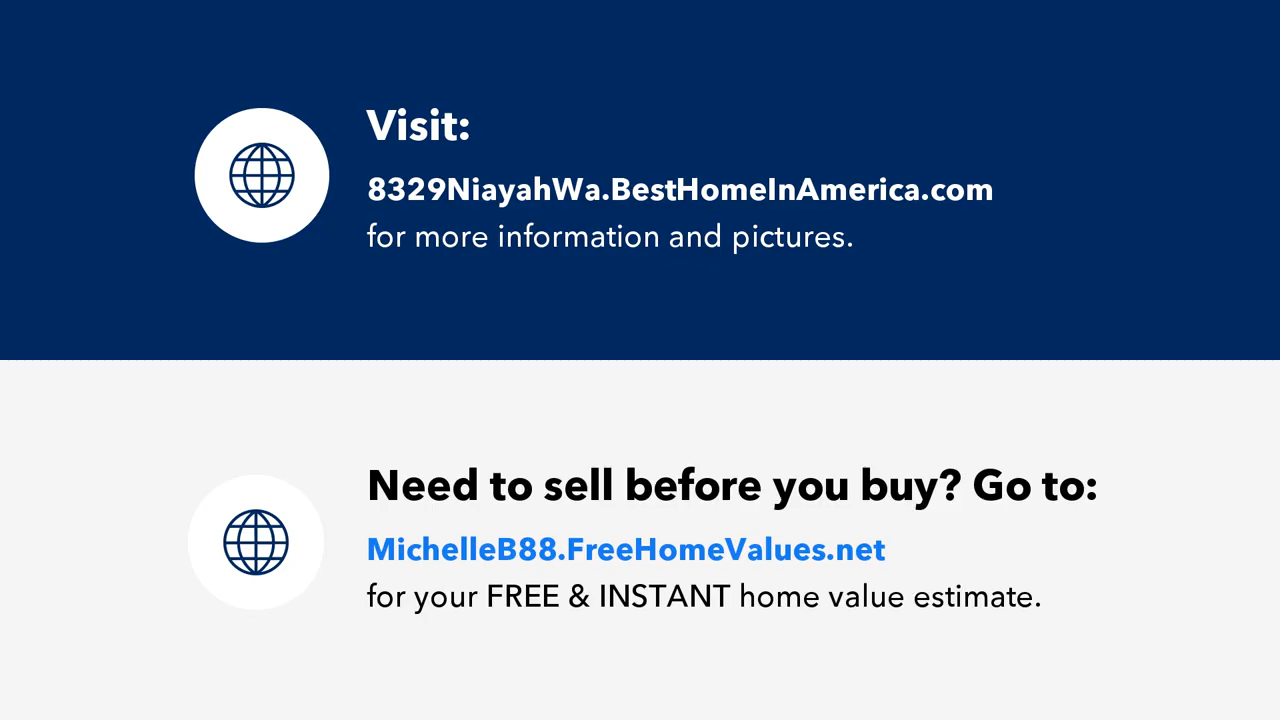 Visit:
8329NiayahWa.BestHomeInAmerica.com
for more information and pictures.
Need to sell before you buy? Go to:
MichelleB88.FreeHomeValues.net
for your FREE & INSTANT home value estimate.